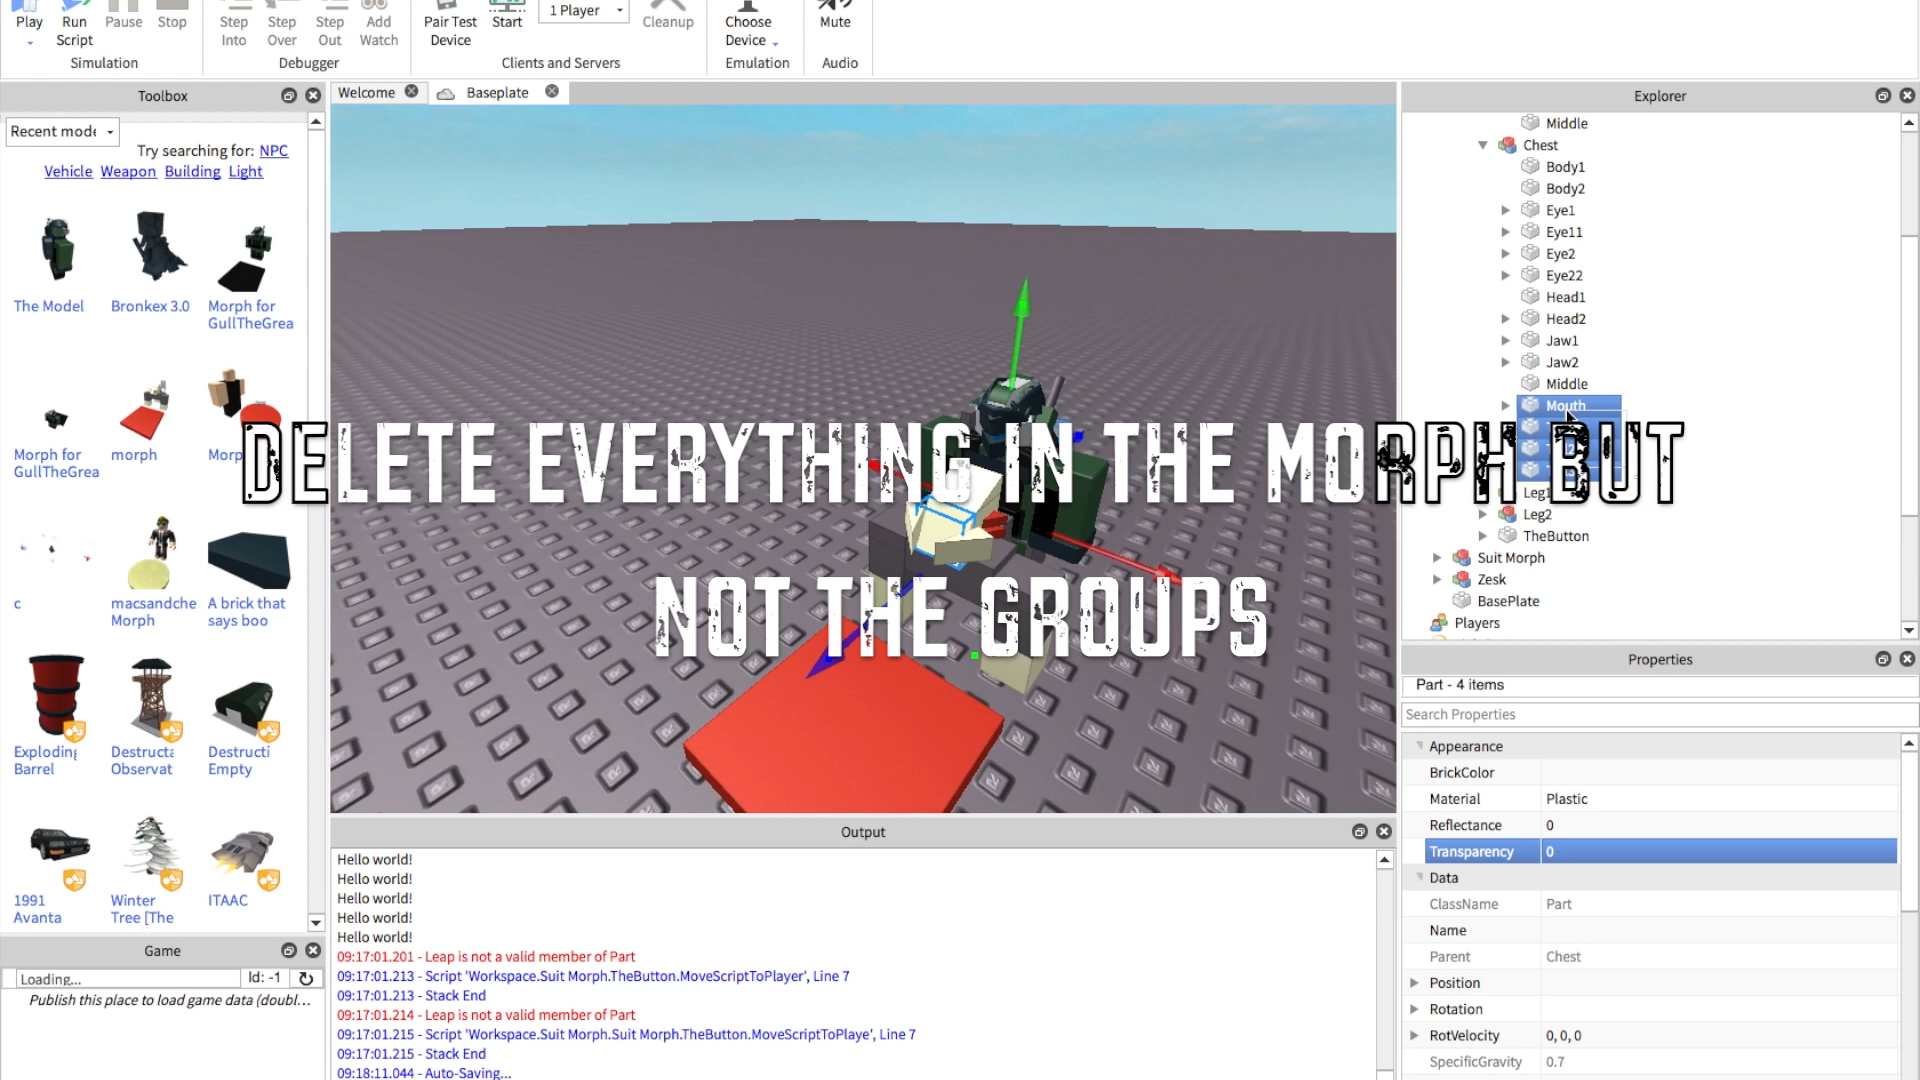 Play
Run
Script
Pause
Stop
Simulation
Step
Into
Step
Over
Step
Out
Add
Watch
Debugger
Pair Test
Device
Start
1 Player
Cleanup
Clients and Servers
Choose
Device
Emulation
Mute
Audio
Toolbox
Recent mode
Try searching for: NPC
Vehicle Weapon Building Light
The Model
Bronkex 3.0
Morph for
GullTheGrea
Morph for
GullTheGrea
morph
Morp
c
macsandche
Morph
A brick that
says boo
Exploding
Barrel
Destructa
Observat
Destructi
Empty
1991
Avanta
Winter
Tree [The
ITAAC
Game
Loading...
Id: -1
Publish this place to load game data (doubl...
Welcome
Baseplate
DELETE EVERYTHING IN THE MORPH BUT
NOT THE GROUPS
Output
Hello world!
Hello world!
Hello world!
Hello world!
Hello world!
09:17:01.201 - Leap is not a valid member of Part
09:17:01.213 - Script 'Workspace.Suit Morph.TheButton.MoveScriptToPlayer', Line 7
09:17:01.213 - Stack End
09:17:01.214 - Leap is not a valid member of Part
09:17:01.215 - Script 'Workspace.Suit Morph.Suit Morph.TheButton.MoveScriptToPlaye', Line 7
09:17:01.215 - Stack End
09:18:11.044 - Auto-Saving...
Explorer
Middle
Chest
Body1
Body2
Eye1
Eye11
Eye2
Eye22
Head1
Head2
Jaw1
Jaw2
Middle
Mouth
Leg1
Leg2
TheButton
Suit Morph
Zesk
BasePlate
Players
Properties
Part - 4 items
Search Properties
Appearance
BrickColor
Material Plastic
Reflectance 0
Transparency 0
Data
ClassName Part
Name
Parent Chest
Position
Rotation
RotVelocity 0, 0, 0
SpecificGravity 0.7